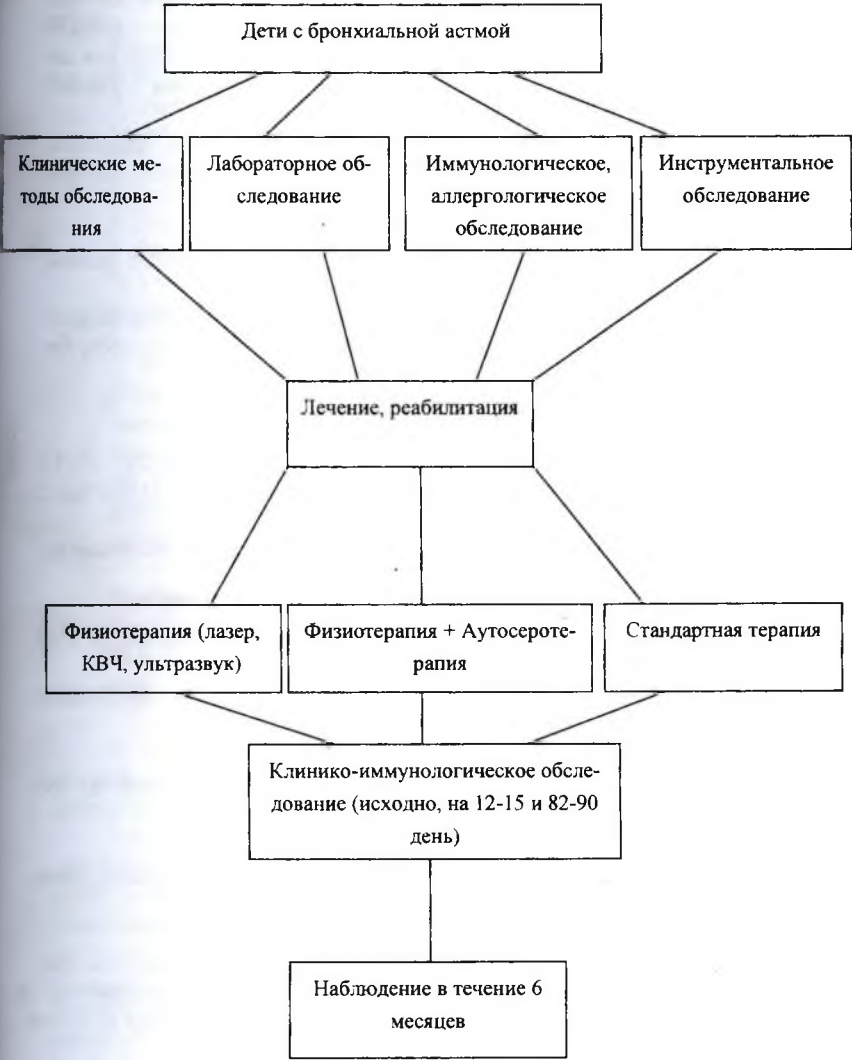 Дети с бронхиальной астмой
Клинические ме-
тоды обследова-
ния
Лабораторное об-
следование
Иммунологическое,
аллергологическое
обследование
Инструментальное
обследование
Лечение, реабилитация
Физиотерапия (лазер,
КВЧ, ультразвук)
Физиотерапия + Аутосероте-
рапия
Стандартная терапия
Клинико-иммунологическое обсле-
дование (исходно, на 12-15 и 82-90
день)
Наблюдение в течение 6
месяцев